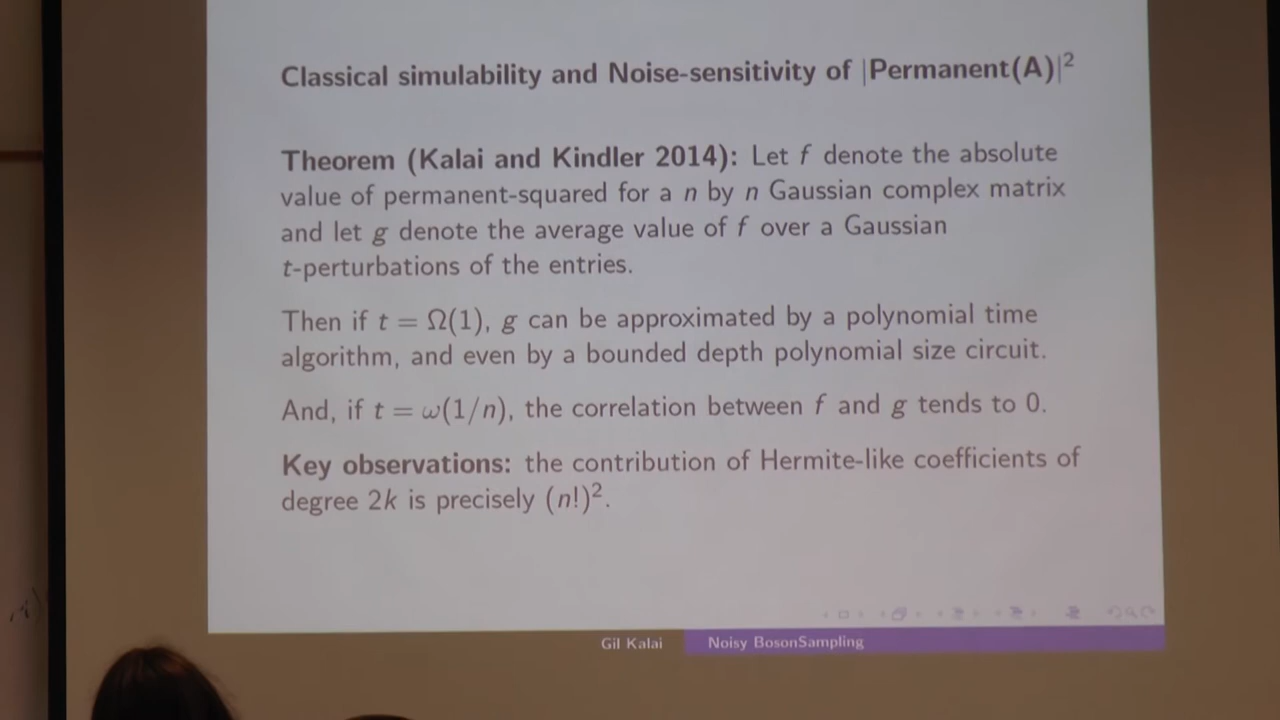 Classical simulability and Noise-sensitivity of |Permanent(A)|²
Theorem (Kalai and Kindler 2014): Let f denote the absolute
value of permanent-squared for a n by n Gaussian complex matrix
and let g denote the average value of f over a Gaussian
t-perturbations of the entries.
Then if t = Ω(1), g can be approximated by a polynomial time
algorithm, and even by a bounded depth polynomial size circuit.
And, if t = ω(1/n), the correlation between f and g tends to 0.
Key observations: the contribution of Hermite-like coefficients of
degree 2k is precisely (n!)².
Gil Kalai Noisy BosonSampling